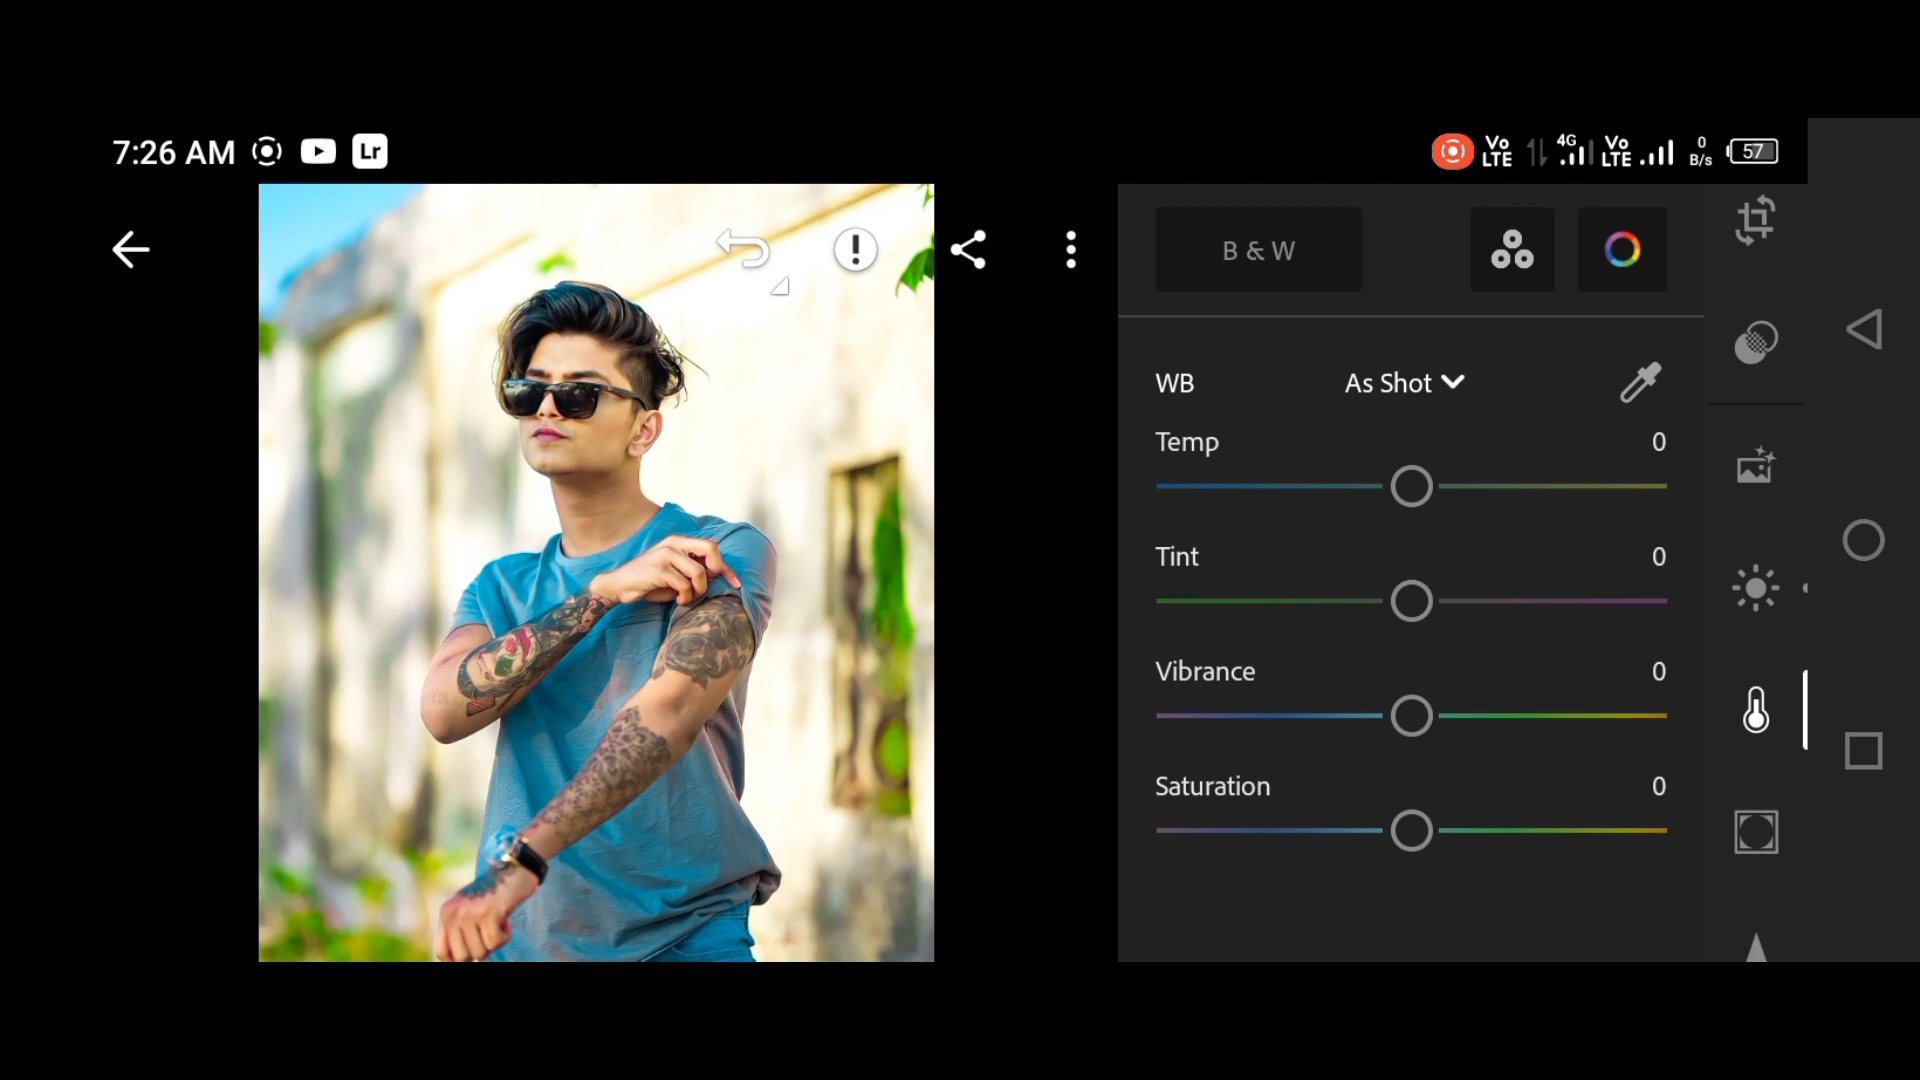 7:26 AM Lr
Vo LTE 4G Vo LTE 0 B/s 57
B & W
WB As Shot
Temp 0
Tint 0
Vibrance 0
Saturation 0